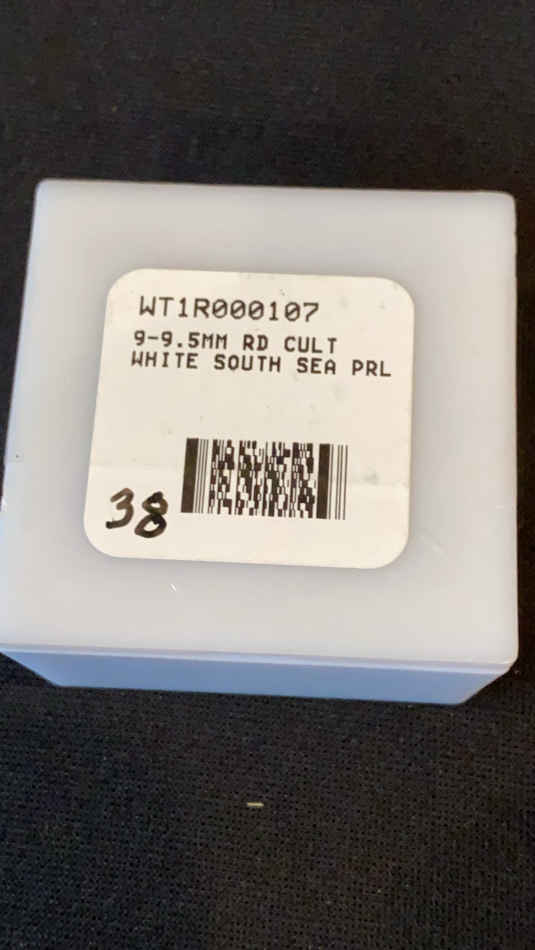 WT1R000107
9-9.5MM RD CULT
WHITE SOUTH SEA PRL
38